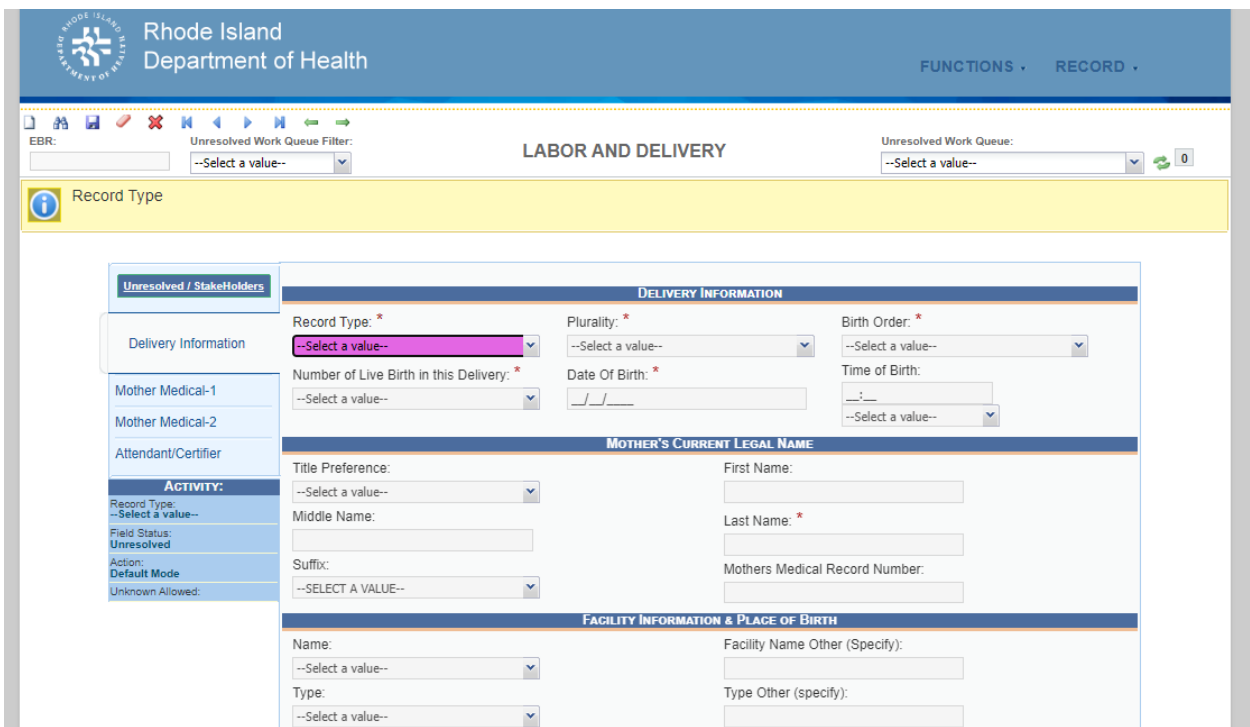 Rhode Island
Department of Health
FUNCTIONS
RECORD
EBR:
Unresolved Work Queue Filter:
--Select a value--
LABOR AND DELIVERY
Unresolved Work Queue:
--Select a value--
0
Record Type
Unresolved / StakeHolders
Delivery Information
Mother Medical-1
Mother Medical-2
Attendant/Certifier
ACTIVITY:
Record Type:
--Select a value--
Field Status:
Unresolved
Action:
Default Mode
Unknown Allowed:
DELIVERY INFORMATION
Record Type: *
--Select a value--
Plurality: *
--Select a value--
Birth Order: *
--Select a value--
Number of Live Birth in this Delivery: *
--Select a value--
Date Of Birth: *
__/__/____
Time of Birth:
__:__
--Select a value--
MOTHER'S CURRENT LEGAL NAME
Title Preference:
--Select a value--
First Name:
Middle Name:
Last Name: *
Suffix:
--SELECT A VALUE--
Mothers Medical Record Number:
FACILITY INFORMATION & PLACE OF BIRTH
Name:
--Select a value--
Facility Name Other (Specify):
Type:
--Select a value--
Type Other (specify):